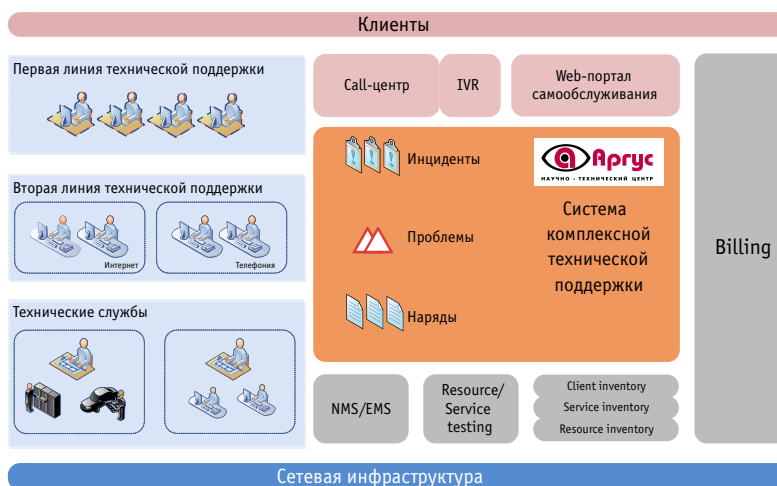 Клиенты
Первая линия технической поддержки
Вторая линия технической поддержки
Интернет
Телефония
Технические службы
Call-центр
IVR
Web-портал
самообслуживания
Инциденты
Проблемы
Наряды
Аргус
НАУЧНО - ТЕХНИЧЕСКИЙ ЦЕНТР
Система
комплексной
технической
поддержки
Billing
NMS/EMS
Resource/
Service
testing
Client inventory
Service inventory
Resource inventory
Сетевая инфраструктура